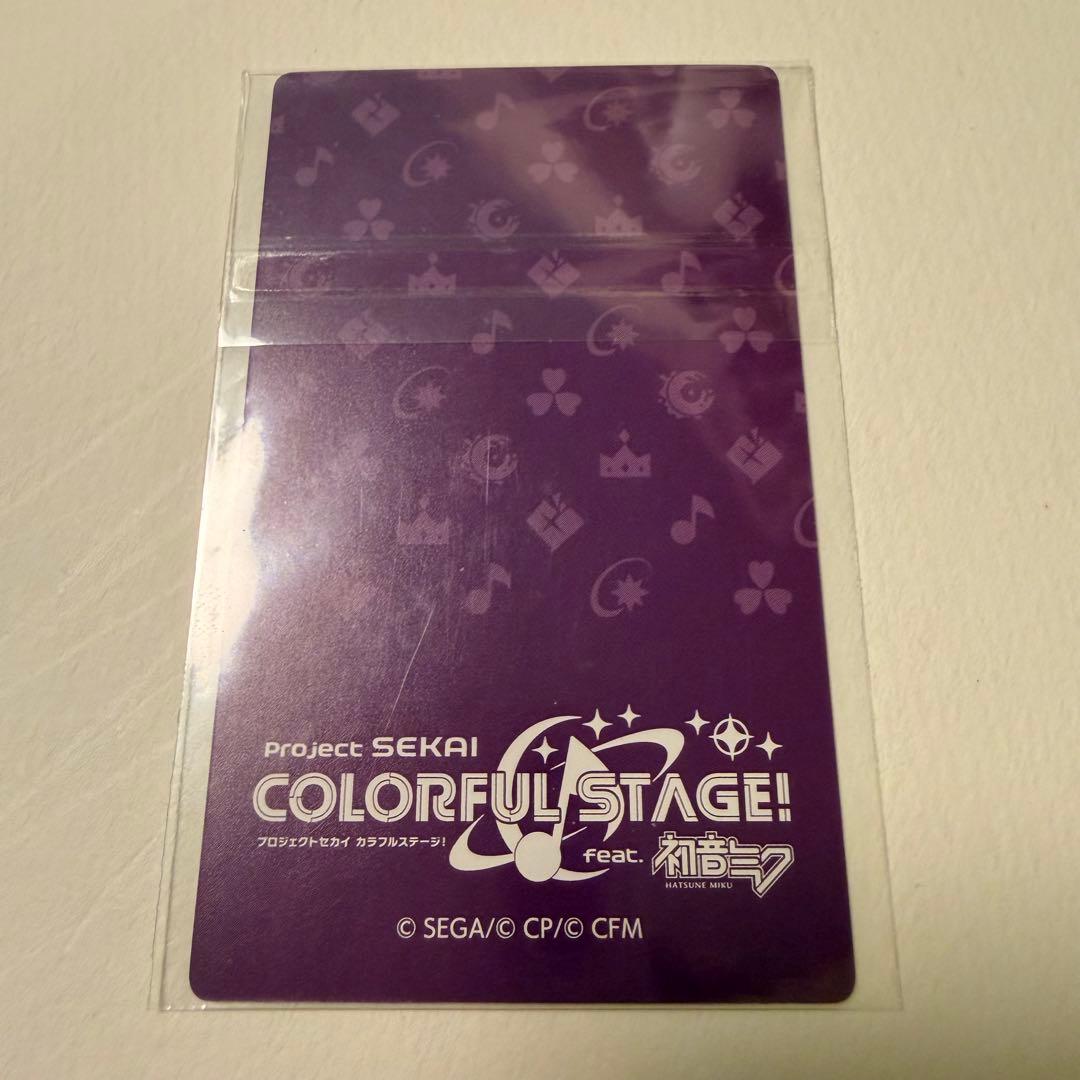 Project SEKAI
COLORFUL STAGE!
プロジェクトセカイ カラフルステージ!
feat. 初音ミク
HATSUNE MIKU
© SEGA/© CP/© CFM